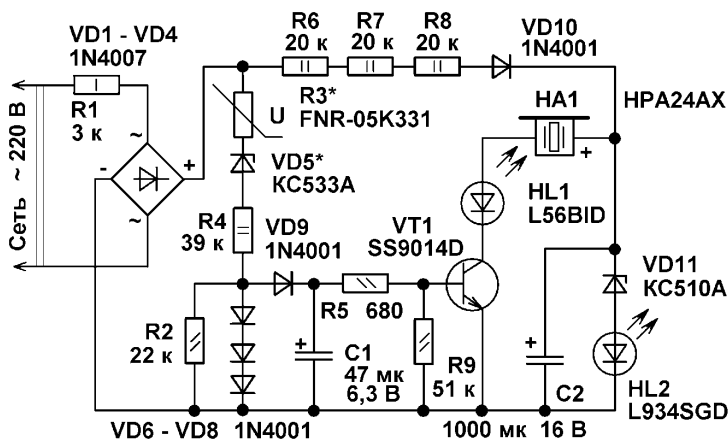 R6
20 к
R7
20 к
R8
20 к
VD10
1N4001
VD1 - VD4
1N4007
R1
3 к
Сеть ~ 220 В
~
-
+
~
R3*
U
FNR-05K331
VD5*
КС533А
R4
39 к
VD9
1N4001
HA1
HPA24AX
+
HL1
L56BID
VT1
SS9014D
R5
680
VD11
КС510А
R2
22 к
+
C1
47 мк
6,3 В
R9
51 к
+
C2
1000 мк 16 В
HL2
L934SGD
VD6 - VD8 1N4001